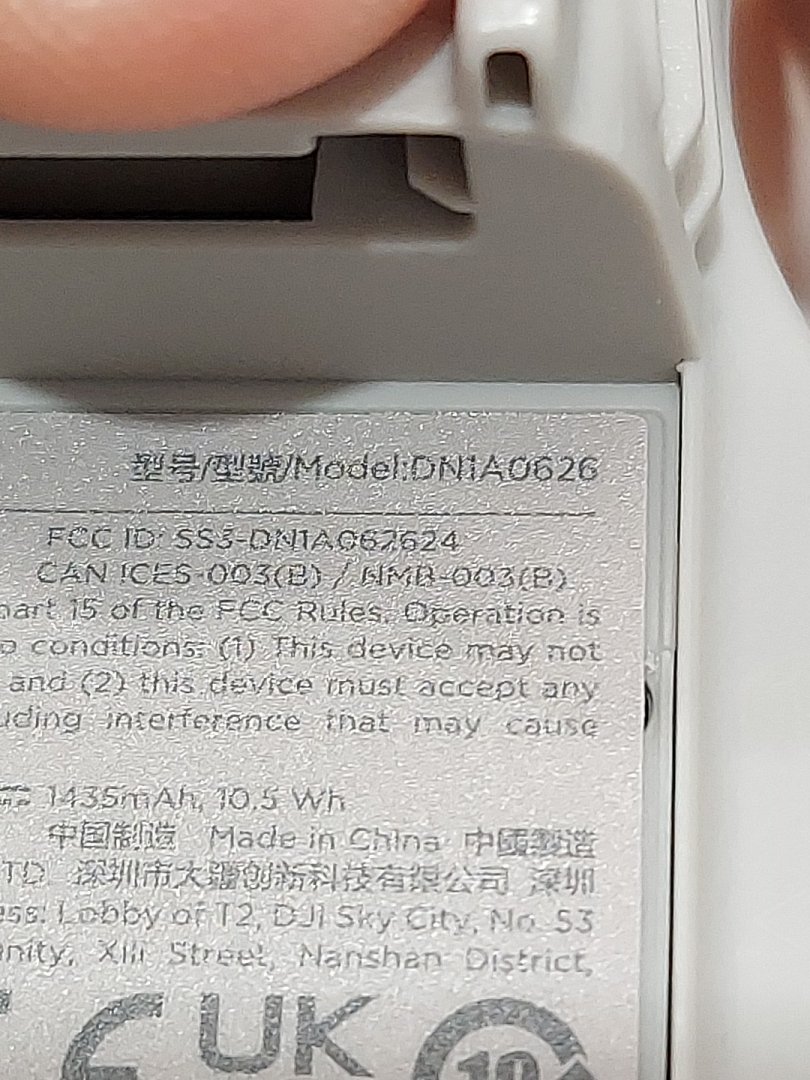 型号/型號/Model:DN1A0626
FCC ID: SS3-DN1A062624
CAN ICES-003(B) / NMB-003(B)
part 15 of the FCC Rules. Operation is
conditions: (1) This device may not
and (2) this device must accept any
interference that may cause
1435mAh, 10.5 Wh
中国制造 Made in China 中國製造
TD 深圳市大疆创新科技有限公司 深圳
Lobby of T2, DJI Sky City, No. 53
Xili Street, Nanshan District,
CE UK 10